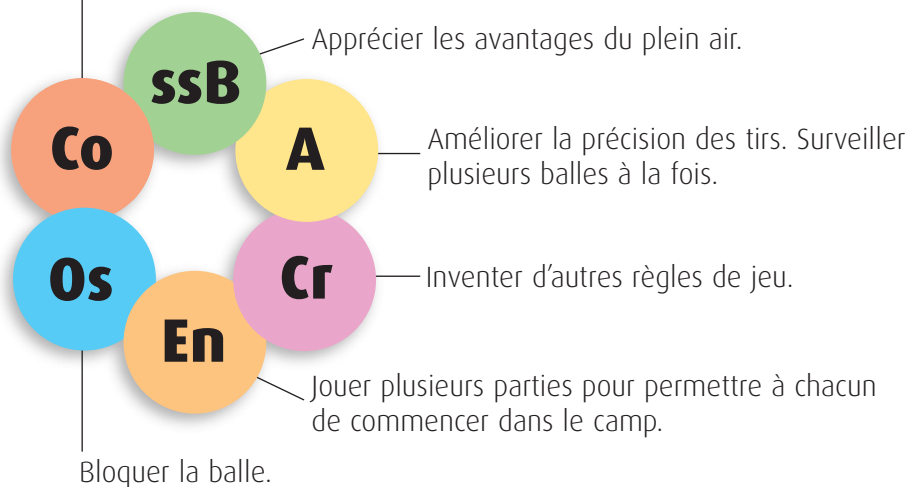 ssB
Apprécier les avantages du plein air.
Co
A
Améliorer la précision des tirs. Surveiller
plusieurs balles à la fois.
Os
Cr
Inventer d’autres règles de jeu.
En
Jouer plusieurs parties pour permettre à chacun
de commencer dans le camp.
Bloquer la balle.